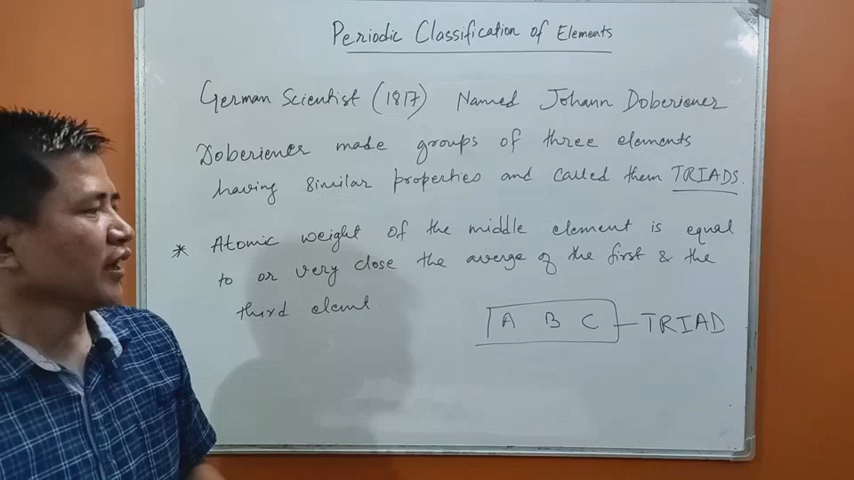 Periodic Classification of Elements
German Scientist (1817) Named Johann Doberiener
Doberiener made groups of three elements
having similar properties and called them TRIADS.
* Atomic weight of the middle element is equal
to or very close the averge of the first & the
third elemt.
A B C — TRIAD